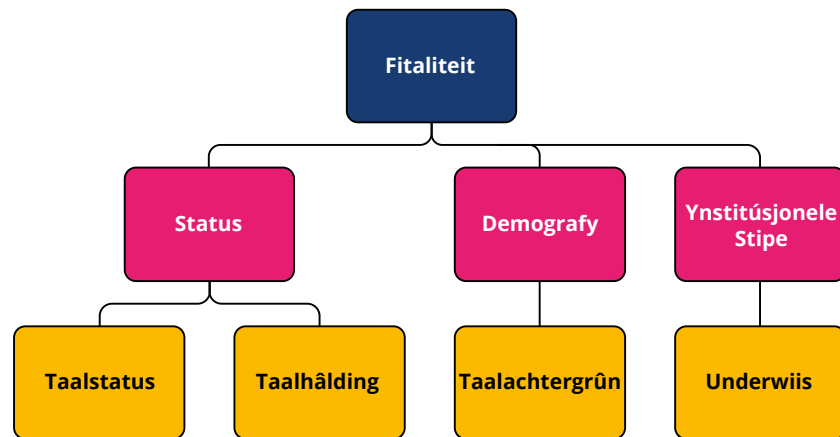 Fitaliteit
Status
Demografy
Ynstitúsjonele
Stipe
Taalstatus
Taalhâlding
Taalachtergrûn
Underwiis